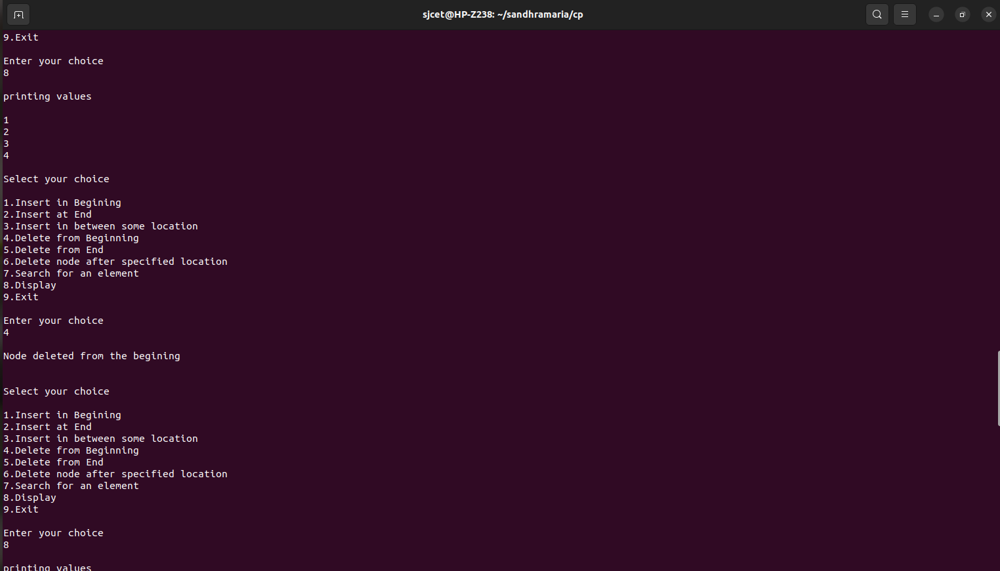 sjcet@HP-Z238: ~/sandhramaria/cp
9.Exit
Enter your choice
8
printing values
1
2
3
4
Select your choice
1.Insert in Begining
2.Insert at End
3.Insert in between some location
4.Delete from Beginning
5.Delete from End
6.Delete node after specified location
7.Search for an element
8.Display
9.Exit
Enter your choice
4
Node deleted from the begining
Select your choice
1.Insert in Begining
2.Insert at End
3.Insert in between some location
4.Delete from Beginning
5.Delete from End
6.Delete node after specified location
7.Search for an element
8.Display
9.Exit
Enter your choice
8
printing values